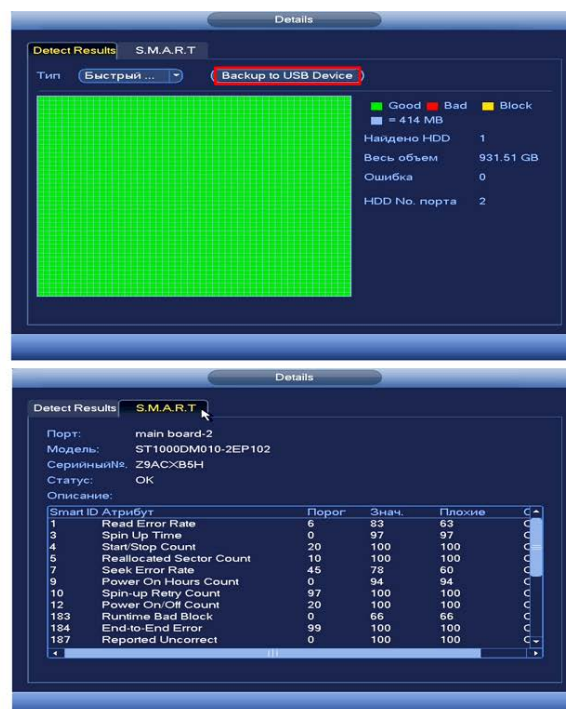 Details
Detect Results S.M.A.R.T
Тип Быстрый ... Backup to USB Device
Good Bad Block
= 414 MB
Найдено HDD 1
Весь объем 931.51 GB
Ошибка 0
HDD No. порта 2
Details
Detect Results S.M.A.R.T
Порт: main board-2
Модель: ST1000DM010-2EP102
Серийный№. Z9ACXB5H
Статус: OK
Описание:
Smart ID Атрибут Порог Знач. Плохие С
1 Read Error Rate 6 83 63
3 Spin Up Time 0 97 97
4 Start/Stop Count 20 100 100
5 Reallocated Sector Count 10 100 100
7 Seek Error Rate 45 78 60
9 Power On Hours Count 0 94 94
10 Spin-up Retry Count 97 100 100
12 Power On/Off Count 20 100 100
183 Runtime Bad Block 0 66 66
184 End-to-End Error 99 100 100
187 Reported Uncorrect 0 100 100